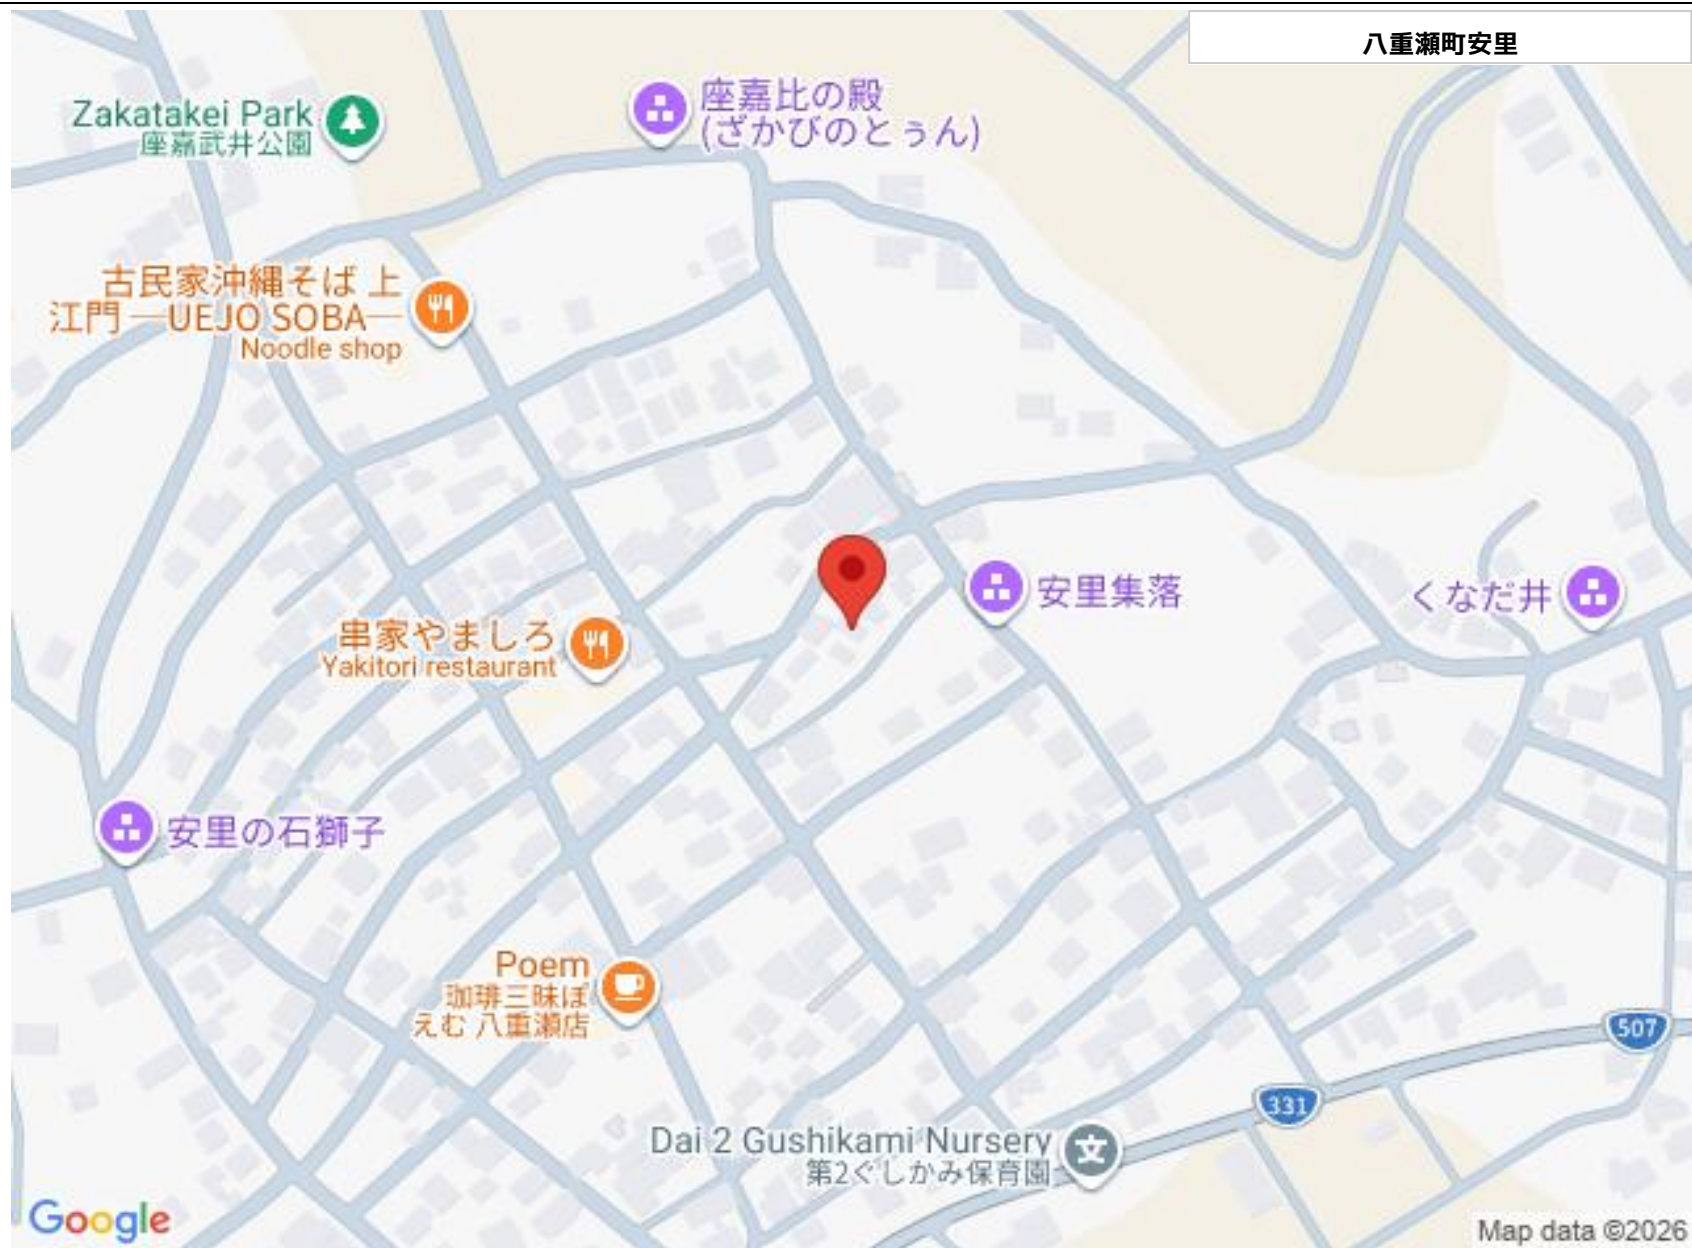 八重瀬町安里
Zakatakei Park
座嘉武井公園
座嘉比の殿
(ざかびのとぅん)
古民家沖縄そば 上
江門 ―UEJO SOBA―
Noodle shop
安里集落
くなだ井
串家やましろ
Yakitori restaurant
安里の石獅子
Poem
珈琲三昧ぽ
えむ 八重瀬店
507
331
Dai 2 Gushikami Nursery
第2ぐしかみ保育園
文
Google
Map data ©2026